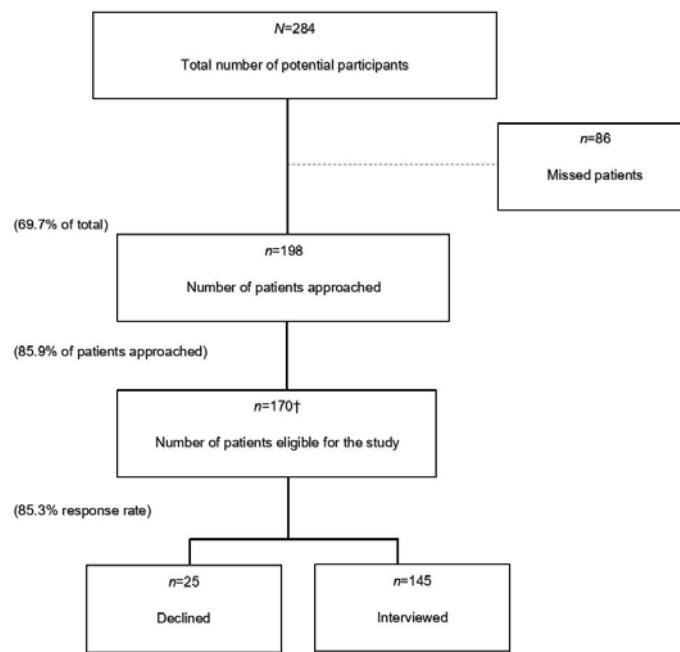 N=284
Total number of potential participants
n=86
Missed patients
(69.7% of total)
n=198
Number of patients approached
(85.9% of patients approached)
n=170†
Number of patients eligible for the study
(85.3% response rate)
n=25
Declined
n=145
Interviewed